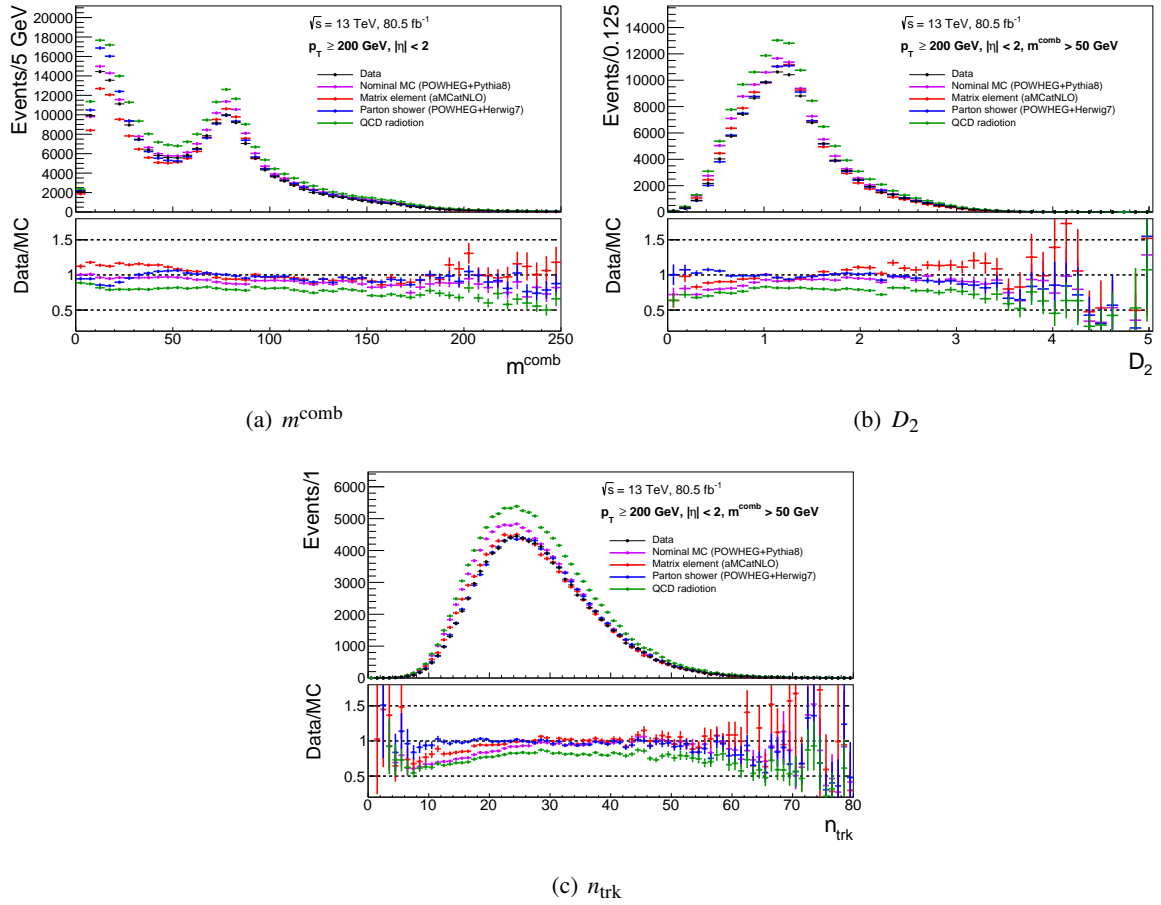 Events/5 GeV
20000
18000
16000
14000
12000
10000
8000
6000
4000
2000
0
√s = 13 TeV, 80.5 fb⁻¹
p_T ≥ 200 GeV, |η| < 2
Data
Nominal MC (POWHEG+Pythia8)
Matrix element (aMCatNLO)
Parton shower (POWHEG+Herwig7)
QCD radiotion
Data/MC
1.5
1
0.5
0 50 100 150 200 250
m^comb
(a) m^comb
Events/0.125
14000
12000
10000
8000
6000
4000
2000
0
√s = 13 TeV, 80.5 fb⁻¹
p_T ≥ 200 GeV, |η| < 2, m^comb > 50 GeV
Data
Nominal MC (POWHEG+Pythia8)
Matrix element (aMCatNLO)
Parton shower (POWHEG+Herwig7)
QCD radiotion
Data/MC
1.5
1
0.5
0 1 2 3 4 5
D₂
(b) D₂
Events/1
6000
5000
4000
3000
2000
1000
0
√s = 13 TeV, 80.5 fb⁻¹
p_T ≥ 200 GeV, |η| < 2, m^comb > 50 GeV
Data
Nominal MC (POWHEG+Pythia8)
Matrix element (aMCatNLO)
Parton shower (POWHEG+Herwig7)
QCD radiotion
Data/MC
1.5
1
0.5
0 10 20 30 40 50 60 70 80
n_trk
(c) n_trk